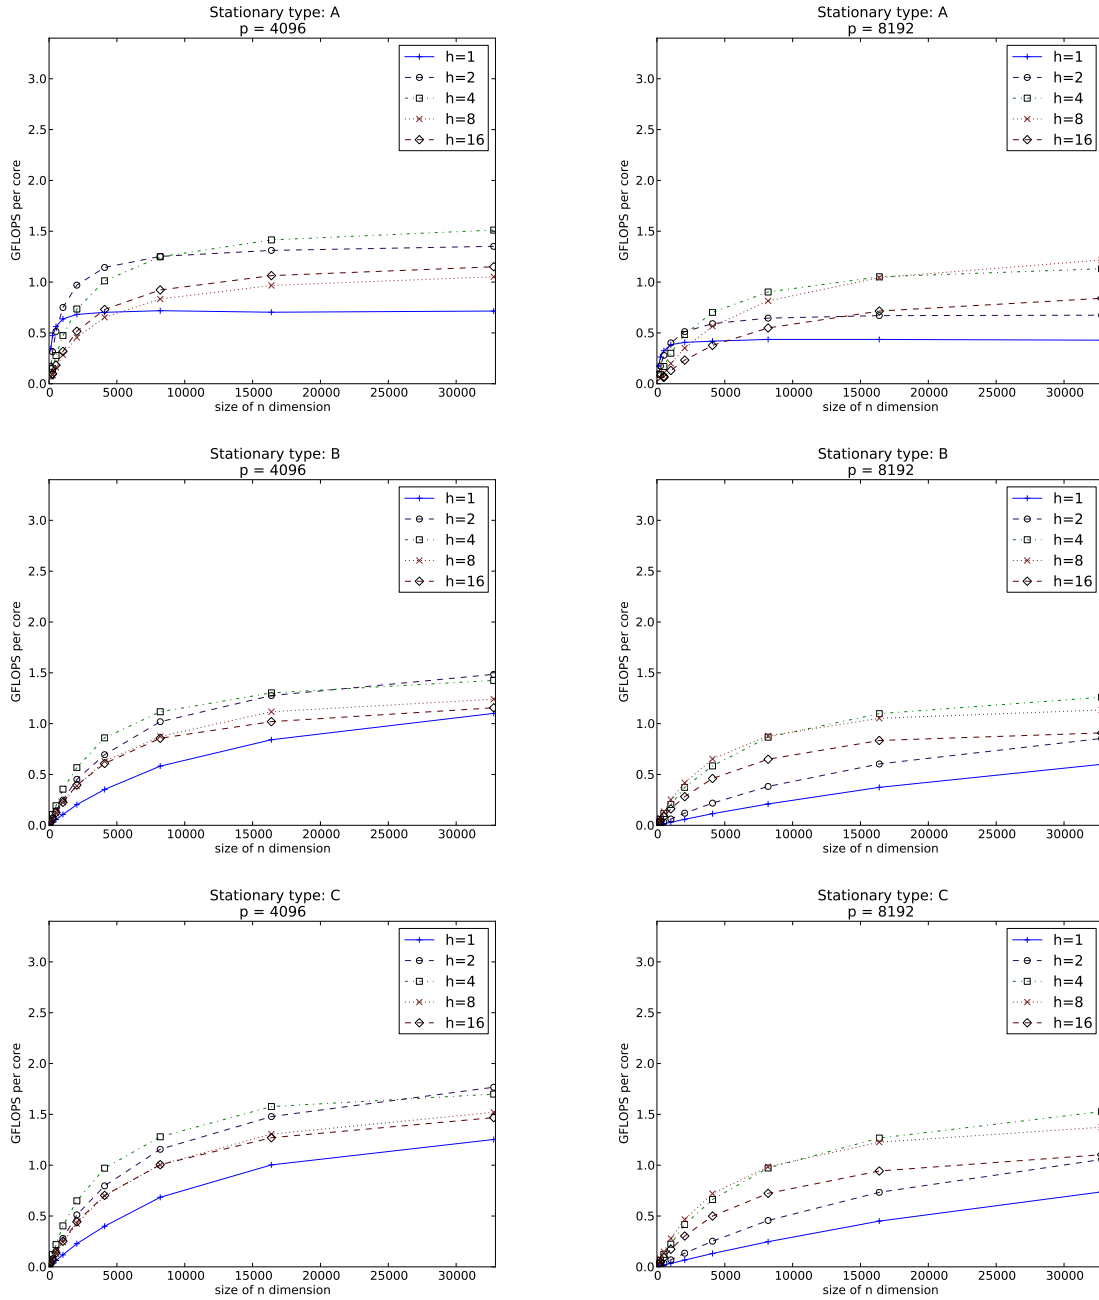 Stationary type: A
p = 4096
GFLOPS per core
3.0
2.5
2.0
1.5
1.0
0.5
0.0
h=1
h=2
h=4
h=8
h=16
0 5000 10000 15000 20000 25000 30000
size of n dimension
Stationary type: A
p = 8192
GFLOPS per core
3.0
2.5
2.0
1.5
1.0
0.5
0.0
h=1
h=2
h=4
h=8
h=16
0 5000 10000 15000 20000 25000 30000
size of n dimension
Stationary type: B
p = 4096
GFLOPS per core
3.0
2.5
2.0
1.5
1.0
0.5
0.0
h=1
h=2
h=4
h=8
h=16
0 5000 10000 15000 20000 25000 30000
size of n dimension
Stationary type: B
p = 8192
GFLOPS per core
3.0
2.5
2.0
1.5
1.0
0.5
0.0
h=1
h=2
h=4
h=8
h=16
0 5000 10000 15000 20000 25000 30000
size of n dimension
Stationary type: C
p = 4096
GFLOPS per core
3.0
2.5
2.0
1.5
1.0
0.5
0.0
h=1
h=2
h=4
h=8
h=16
0 5000 10000 15000 20000 25000 30000
size of n dimension
Stationary type: C
p = 8192
GFLOPS per core
3.0
2.5
2.0
1.5
1.0
0.5
0.0
h=1
h=2
h=4
h=8
h=16
0 5000 10000 15000 20000 25000 30000
size of n dimension